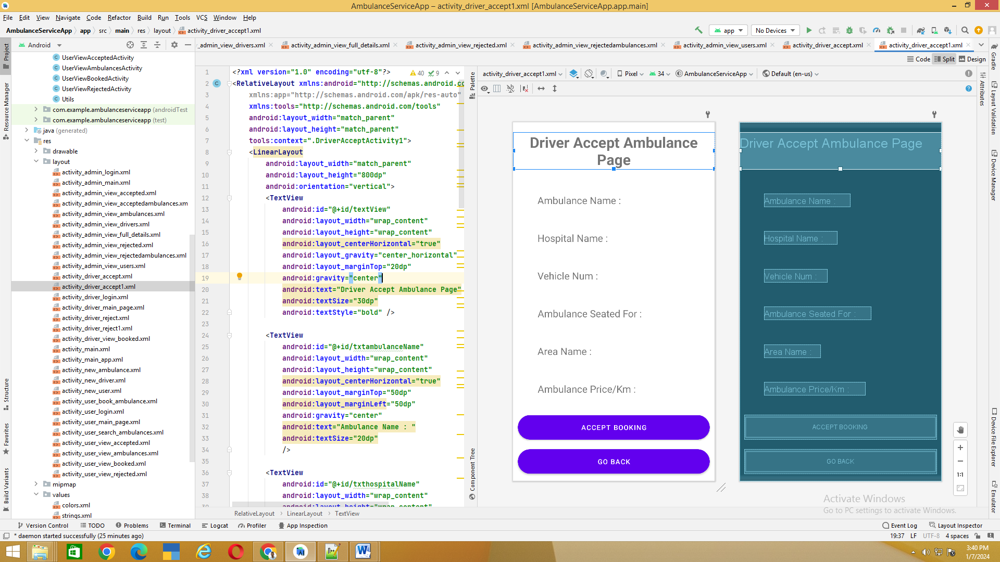 AmbulanceServiceApp – activity_driver_accept1.xml [AmbulanceServiceApp.app.main]
File Edit View Navigate Code Refactor Build Run Tools VCS Window Help
AmbulanceServiceApp app src main res layout activity_driver_accept1.xml
app No Devices
Android
_admin_view_drivers.xml activity_admin_view_full_details.xml activity_admin_view_rejected.xml activity_admin_view_rejectedambulances.xml activity_admin_view_users.xml activity_driver_accept.xml activity_driver_accept1.xml
Code Split Design
Project
Resource Manager
Structure
Favorites
Build Variants
UserViewAcceptedActivity
UserViewAmbulancesActivity
UserViewBookedActivity
UserViewRejectedActivity
Utils
com.example.ambulanceserviceapp (androidTest
com.example.ambulanceserviceapp (test)
java (generated)
res
drawable
layout
activity_admin_login.xml
activity_admin_main.xml
activity_admin_view_accepted.xml
activity_admin_view_acceptedambulances.xm
activity_admin_view_ambulances.xml
activity_admin_view_drivers.xml
activity_admin_view_full_details.xml
activity_admin_view_rejected.xml
activity_admin_view_rejectedambulances.xml
activity_admin_view_users.xml
activity_driver_accept.xml
activity_driver_accept1.xml
activity_driver_login.xml
activity_driver_main_page.xml
activity_driver_reject.xml
activity_driver_reject1.xml
activity_driver_view_booked.xml
activity_main.xml
activity_main_app.xml
activity_new_ambulance.xml
activity_new_driver.xml
activity_new_user.xml
activity_user_book_ambulance.xml
activity_user_login.xml
activity_user_main_page.xml
activity_user_search_ambulances.xml
activity_user_view_accepted.xml
activity_user_view_ambulances.xml
activity_user_view_booked.xml
activity_user_view_rejected.xml
mipmap
values
colors.xml
strings.xml
1 <?xml version="1.0" encoding="utf-8"?> 40 9
2 <RelativeLayout xmlns:android="http://schemas.android.co
3 xmlns:app="http://schemas.android.com/apk/res-auto"
4 xmlns:tools="http://schemas.android.com/tools"
5 android:layout_width="match_parent"
6 android:layout_height="match_parent"
7 tools:context=".DriverAcceptActivity1">
8 <LinearLayout
9 android:layout_width="match_parent"
10 android:layout_height="800dp"
11 android:orientation="vertical">
12 <TextView
13 android:id="@+id/textView"
14 android:layout_width="wrap_content"
15 android:layout_height="wrap_content"
16 android:layout_centerHorizontal="true"
17 android:layout_gravity="center_horizontal"
18 android:layout_marginTop="20dp"
19 android:gravity="center"
20 android:text="Driver Accept Ambulance Page"
21 android:textSize="30dp"
22 android:textStyle="bold" />
23
24 <TextView
25 android:id="@+id/txtambulanceName"
26 android:layout_width="wrap_content"
27 android:layout_height="wrap_content"
28 android:layout_centerHorizontal="true"
29 android:layout_marginTop="50dp"
30 android:layout_marginLeft="50dp"
31 android:gravity="center"
32 android:text="Ambulance Name : "
33 android:textSize="20dp"
34 />
35
36 <TextView
37 android:id="@+id/txthospitalName"
38 android:layout_width="wrap_content"
39 android:layout_height="wrap_content"
RelativeLayout LinearLayout TextView
Palette
Component Tree
activity_driver_accept1.xml Pixel 34 AmbulanceServiceApp Default (en-us)
Driver Accept Ambulance
Page
Ambulance Name :
Hospital Name :
Vehicle Num :
Ambulance Seated For :
Area Name :
Ambulance Price/Km :
ACCEPT BOOKING
GO BACK
Driver Accept Ambulance Page
Ambulance Name :
Hospital Name :
Vehicle Num :
Ambulance Seated For :
Area Name :
Ambulance Price/Km :
ACCEPT BOOKING
GO BACK
1:1
Activate Windows
Go to PC settings to activate Windows.
Attributes
Gradle
Layout Validation
Device Manager
Device File Explorer
Emulator
Version Control TODO Problems Terminal Logcat Profiler App Inspection Event Log Layout Inspector
* daemon started successfully (25 minutes ago) 19:37 LF UTF-8 4 spaces
3:40 PM
1/7/2024